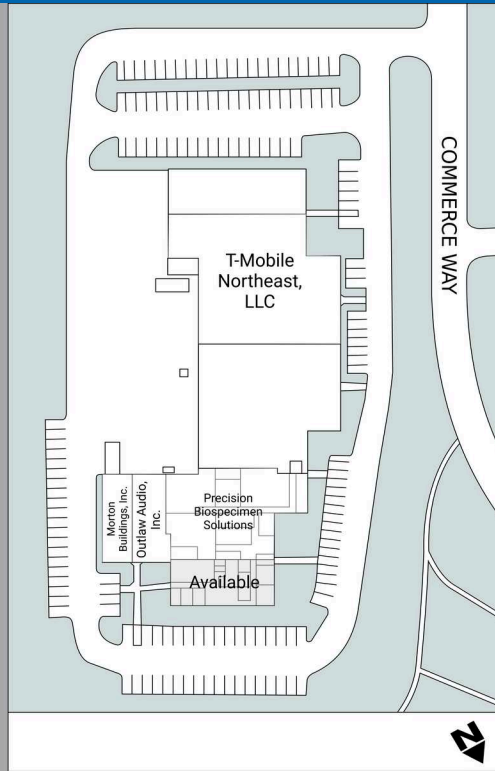 COMMERCE WAY
T-Mobile
Northeast,
LLC
Morton
Buildings, Inc.
Outlaw Audio,
Inc.
Precision
Biospecimen
Solutions
Available
N